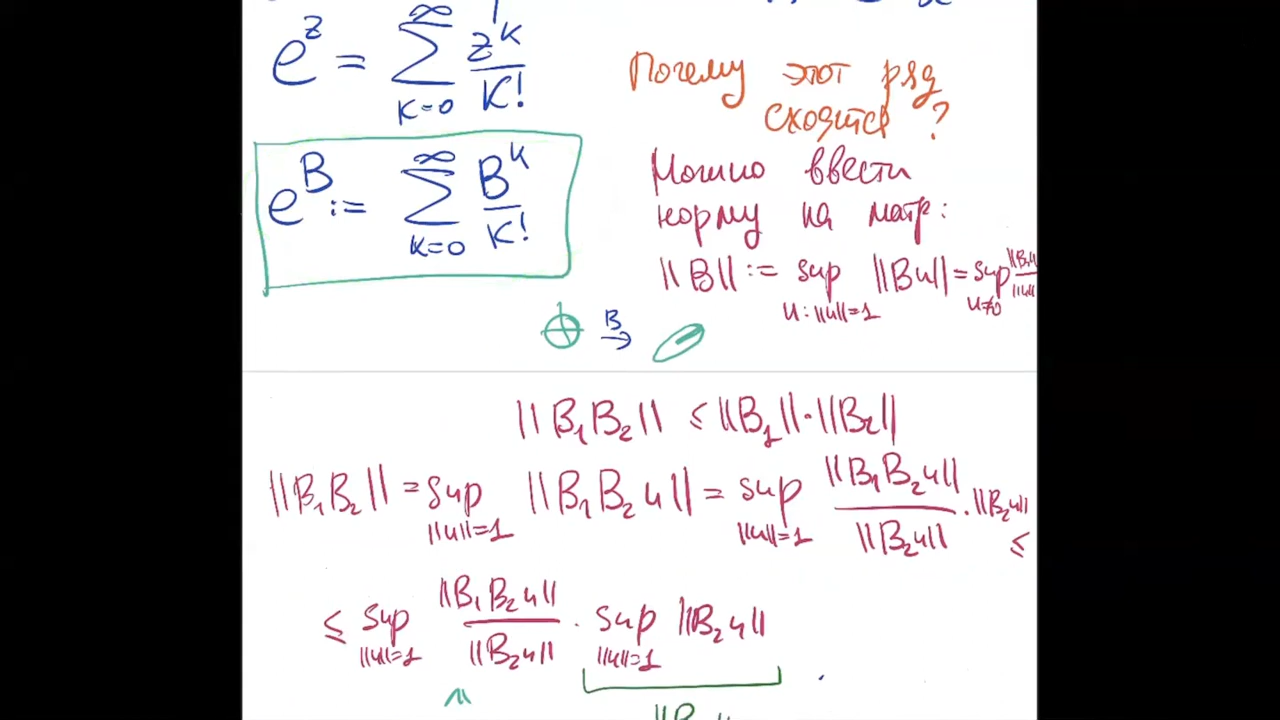 e^z = ∑_{k=0}^{∞} z^k / k!
Почему этот ряд
сходится ?
e^B := ∑_{k=0}^{∞} B^k / k!
Можно ввести
норму на матр:
||B|| := sup_{u:||u||=1} ||Bu|| = sup_{u≠0} ||Bu|| / ||u||
B →
||B₁B₂|| ≤ ||B₁||·||B₂||
||B₁B₂|| = sup_{||u||=1} ||B₁B₂u|| = sup_{||u||=1} ||B₁B₂u|| / ||B₂u|| · ||B₂u|| ≤
≤ sup_{||u||=1} ||B₁B₂u|| / ||B₂u|| · sup_{||u||=1} ||B₂u||